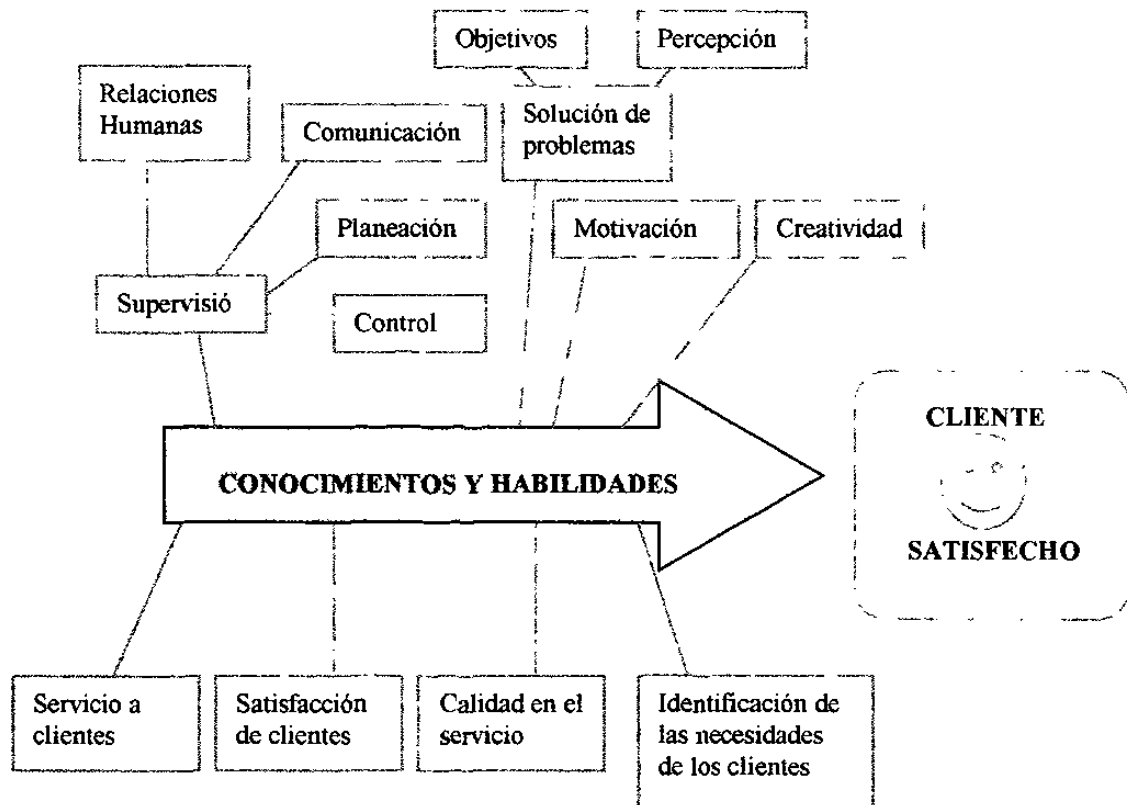 Objetivos
Percepción
Relaciones
Humanas
Comunicación
Solución de
problemas
Planeación
Motivación
Creatividad
Supervisió
Control
CONOCIMIENTOS Y HABILIDADES
CLIENTE
SATISFECHO
Servicio a
clientes
Satisfacción
de clientes
Calidad en el
servicio
Identificación de
las necesidades
de los clientes